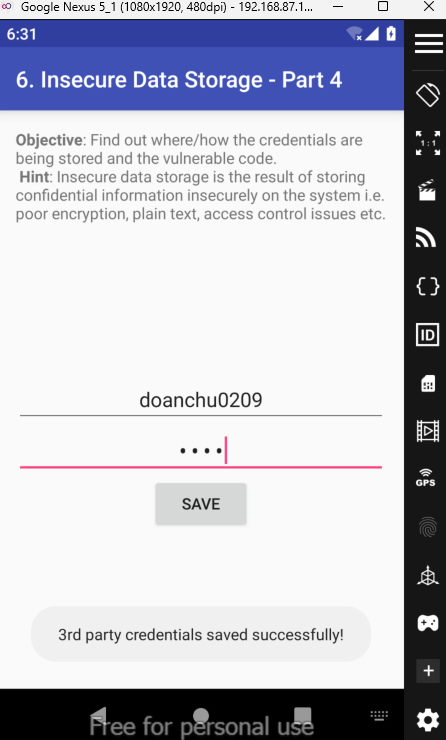 Google Nexus 5_1 (1080x1920, 480dpi) - 192.168.87.1...
6:31
6. Insecure Data Storage - Part 4
Objective: Find out where/how the credentials are
being stored and the vulnerable code.
Hint: Insecure data storage is the result of storing
confidential information insecurely on the system i.e.
poor encryption, plain text, access control issues etc.
1:1
ID
doanchu0209
••••
GPS
SAVE
3rd party credentials saved successfully!
Free for personal use